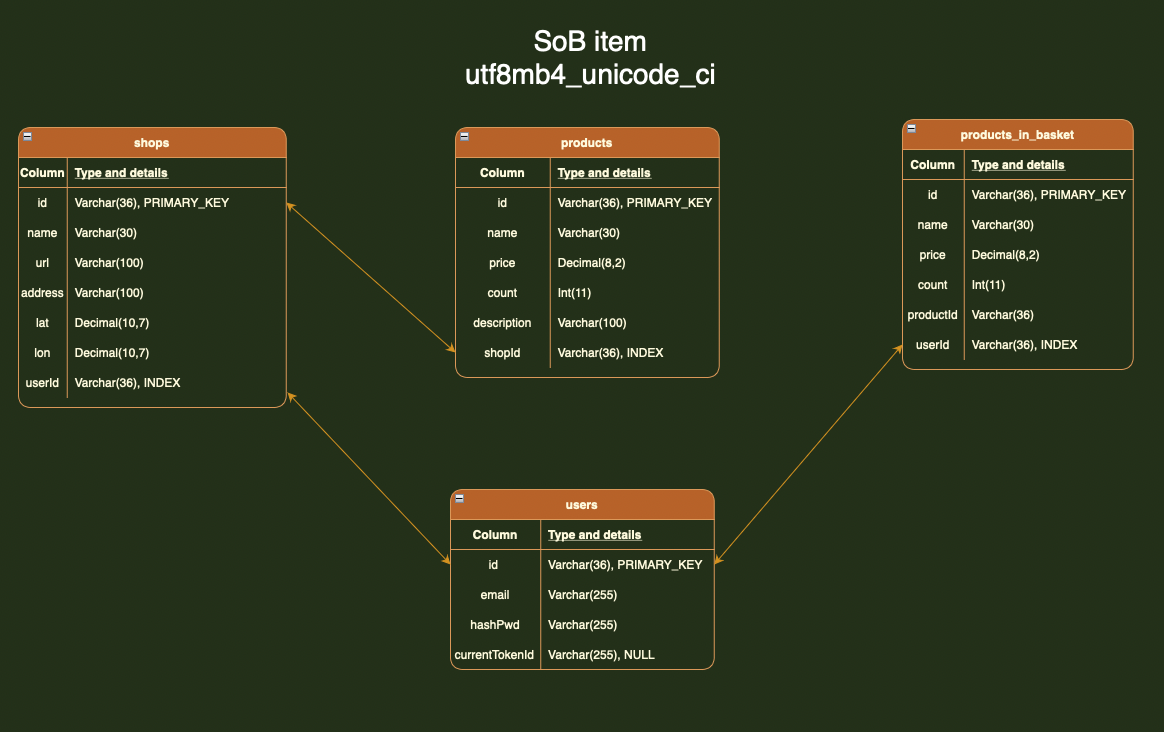 SoB item
utf8mb4_unicode_ci
shops
Column Type and details
id Varchar(36), PRIMARY_KEY
name Varchar(30)
url Varchar(100)
address Varchar(100)
lat Decimal(10,7)
lon Decimal(10,7)
userId Varchar(36), INDEX
products
Column Type and details
id Varchar(36), PRIMARY_KEY
name Varchar(30)
price Decimal(8,2)
count Int(11)
description Varchar(100)
shopId Varchar(36), INDEX
products_in_basket
Column Type and details
id Varchar(36), PRIMARY_KEY
name Varchar(30)
price Decimal(8,2)
count Int(11)
productId Varchar(36)
userId Varchar(36), INDEX
users
Column Type and details
id Varchar(36), PRIMARY_KEY
email Varchar(255)
hashPwd Varchar(255)
currentTokenId Varchar(255), NULL